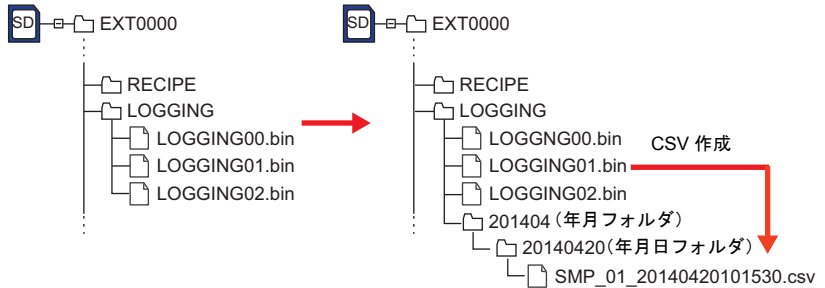 SD
EXT0000
RECIPE
LOGGING
LOGGING00.bin
LOGGING01.bin
LOGGING02.bin
SD
EXT0000
RECIPE
LOGGING
LOGGNG00.bin
LOGGING01.bin
LOGGING02.bin
201404(年月フォルダ)
20140420(年月日フォルダ)
SMP_01_20140420101530.csv
CSV 作成